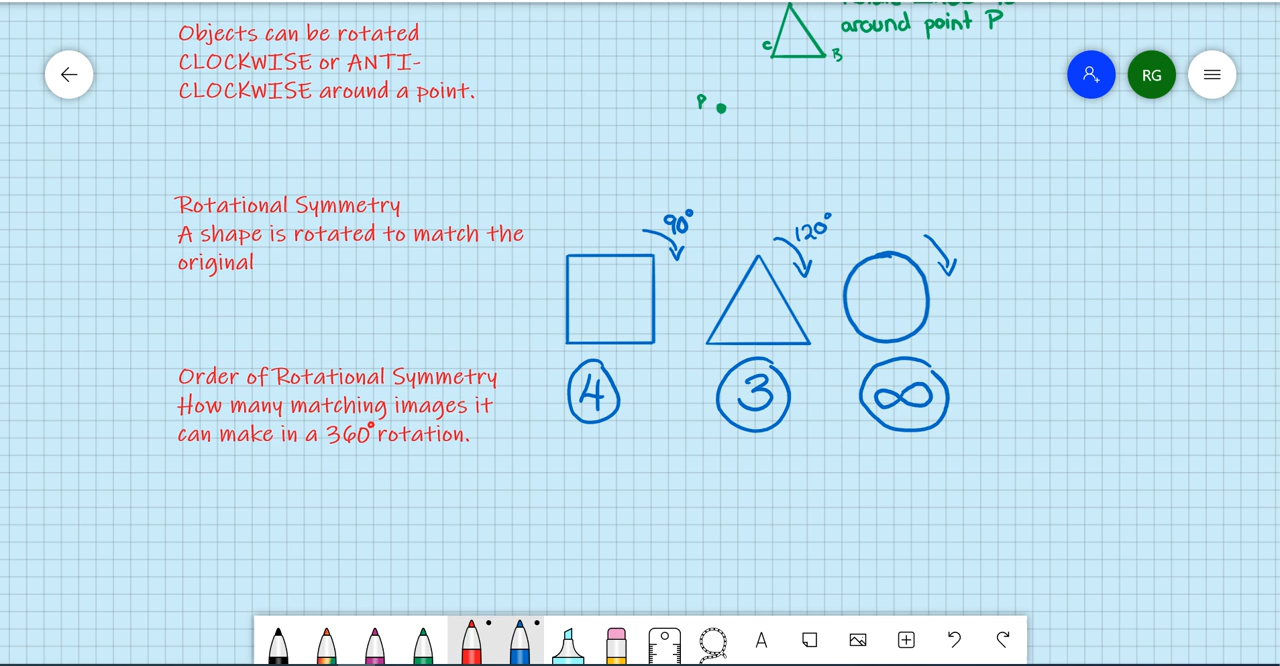 Objects can be rotated
CLOCKWISE or ANTI-
CLOCKWISE around a point.
around point P
C
B
P
RG
Rotational Symmetry
A shape is rotated to match the
original
90°
120°
Order of Rotational Symmetry
How many matching images it
can make in a 360° rotation.
4
3
∞
A